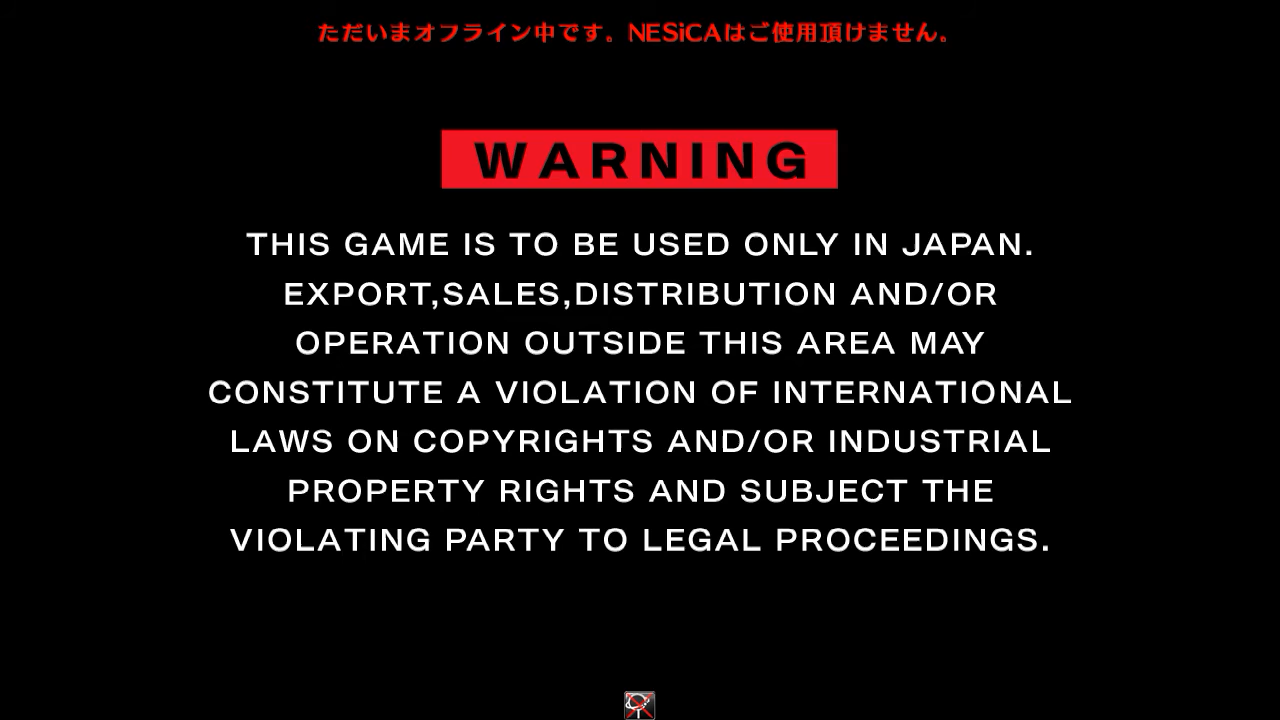 ただいまオフライン中です。NESiCAはご使用頂けません。
WARNING
THIS GAME IS TO BE USED ONLY IN JAPAN.
EXPORT,SALES,DISTRIBUTION AND/OR
OPERATION OUTSIDE THIS AREA MAY
CONSTITUTE A VIOLATION OF INTERNATIONAL
LAWS ON COPYRIGHTS AND/OR INDUSTRIAL
PROPERTY RIGHTS AND SUBJECT THE
VIOLATING PARTY TO LEGAL PROCEEDINGS.